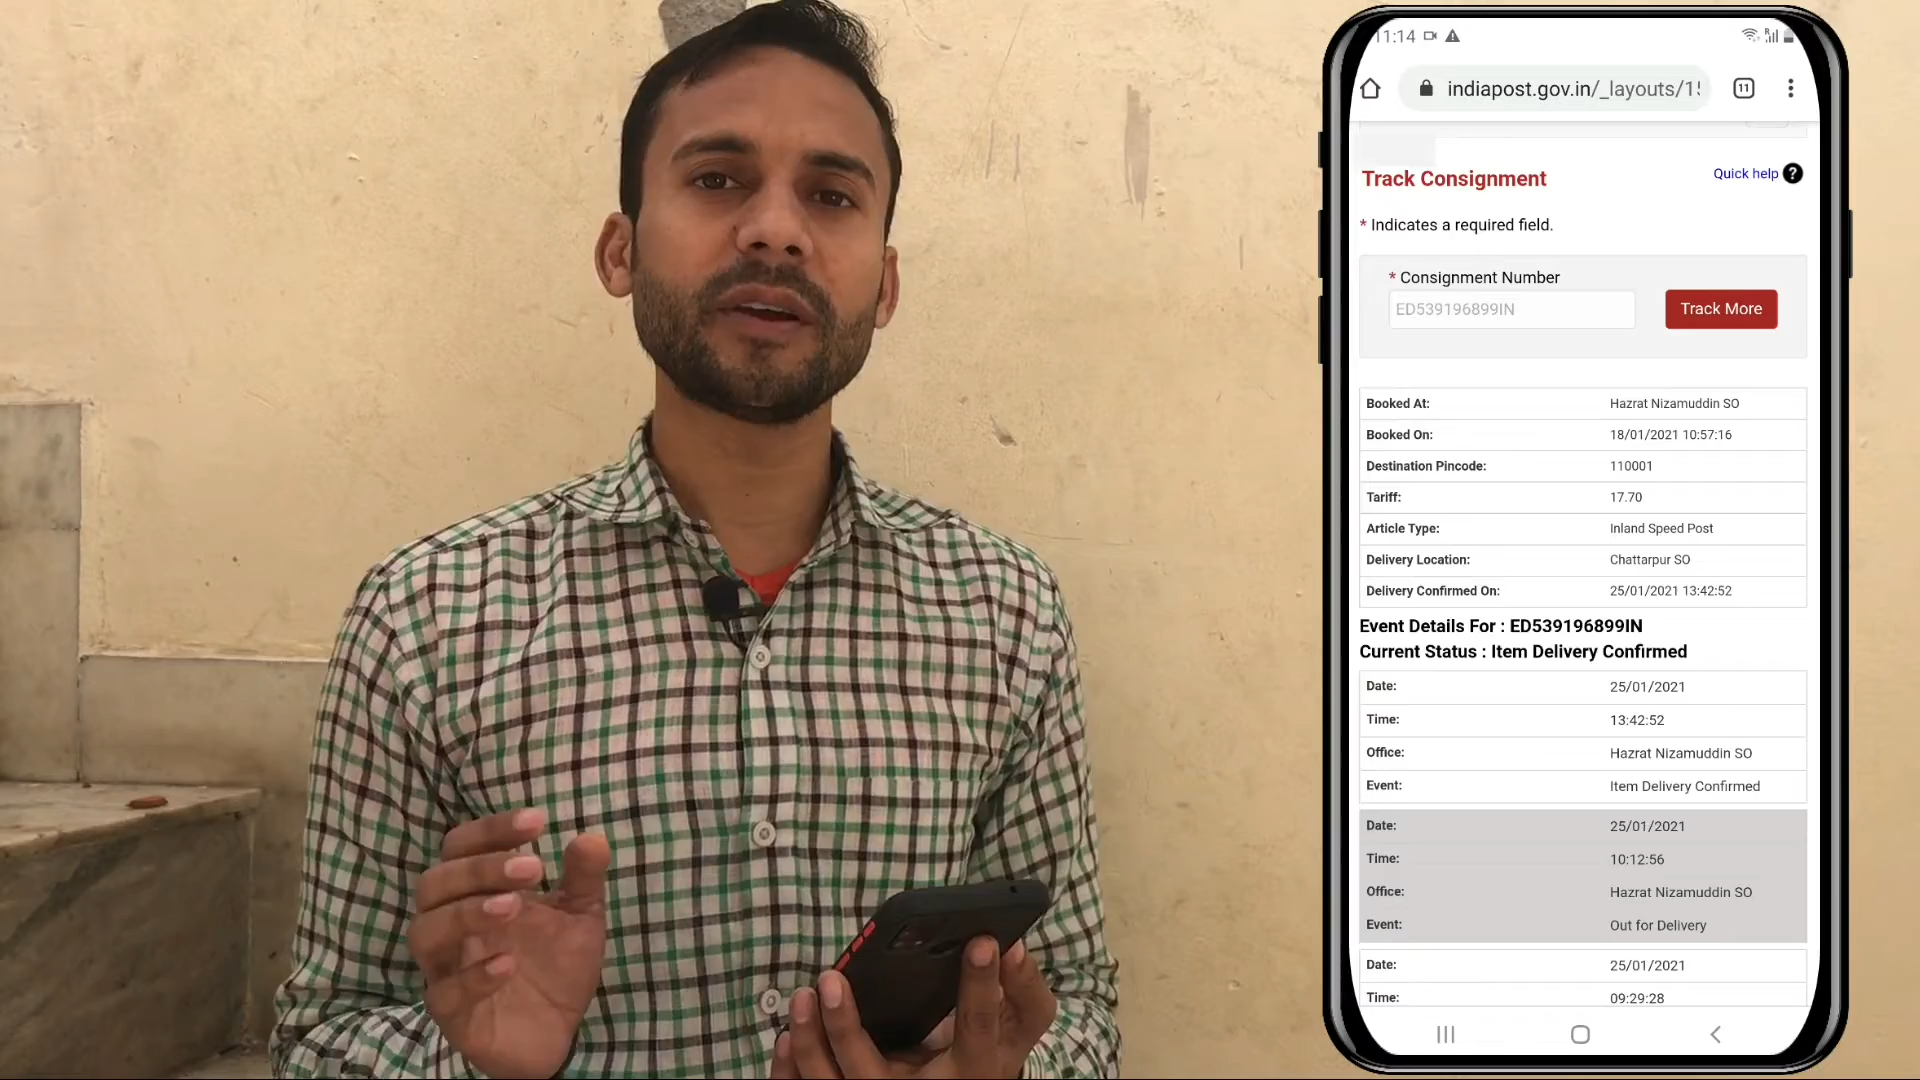 11:14
indiapost.gov.in/_layouts/15
11
Track Consignment
Quick help ?
* Indicates a required field.
* Consignment Number
ED539196899IN
Track More
Booked At: Hazrat Nizamuddin SO
Booked On: 18/01/2021 10:57:16
Destination Pincode: 110001
Tariff: 17.70
Article Type: Inland Speed Post
Delivery Location: Chattarpur SO
Delivery Confirmed On: 25/01/2021 13:42:52
Event Details For : ED539196899IN
Current Status : Item Delivery Confirmed
Date: 25/01/2021
Time: 13:42:52
Office: Hazrat Nizamuddin SO
Event: Item Delivery Confirmed
Date: 25/01/2021
Time: 10:12:56
Office: Hazrat Nizamuddin SO
Event: Out for Delivery
Date: 25/01/2021
Time: 09:29:28